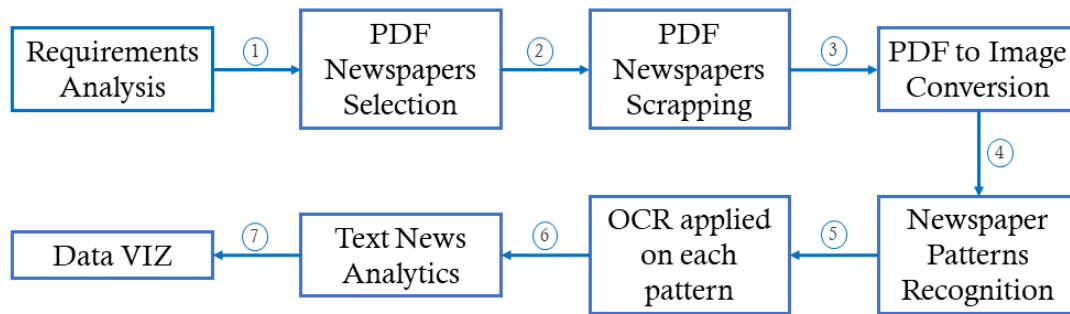 Requirements
Analysis
1
PDF
Newspapers
Selection
2
PDF
Newspapers
Scrapping
3
PDF to Image
Conversion
4
Newspaper
Patterns
Recognition
5
OCR applied
on each
pattern
6
Text News
Analytics
7
Data VIZ